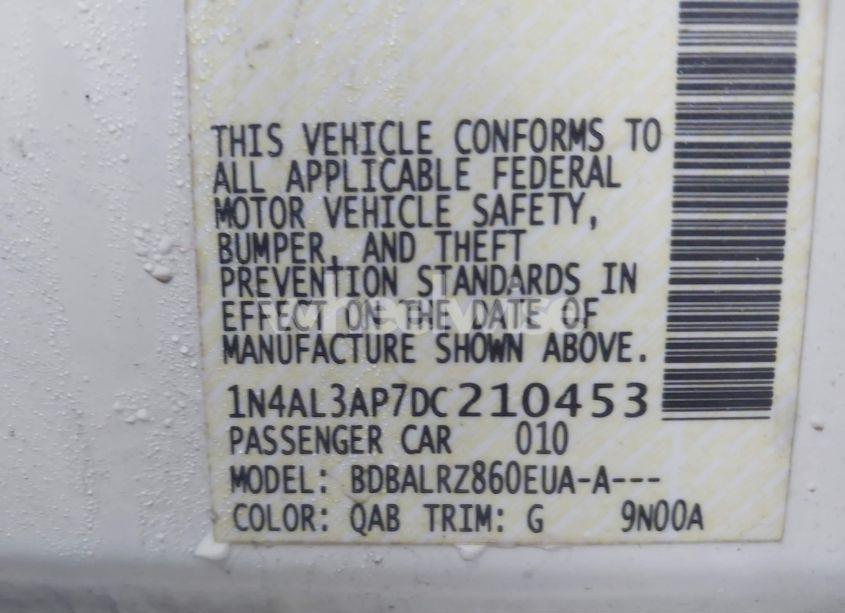 THIS VEHICLE CONFORMS TO
ALL APPLICABLE FEDERAL
MOTOR VEHICLE SAFETY,
BUMPER, AND THEFT
PREVENTION STANDARDS IN
EFFECT ON THE DATE OF
MANUFACTURE SHOWN ABOVE.
1N4AL3AP7DC210453
PASSENGER CAR 010
MODEL: BDBALRZ860EUA-A---
COLOR: QAB TRIM: G 9N00A